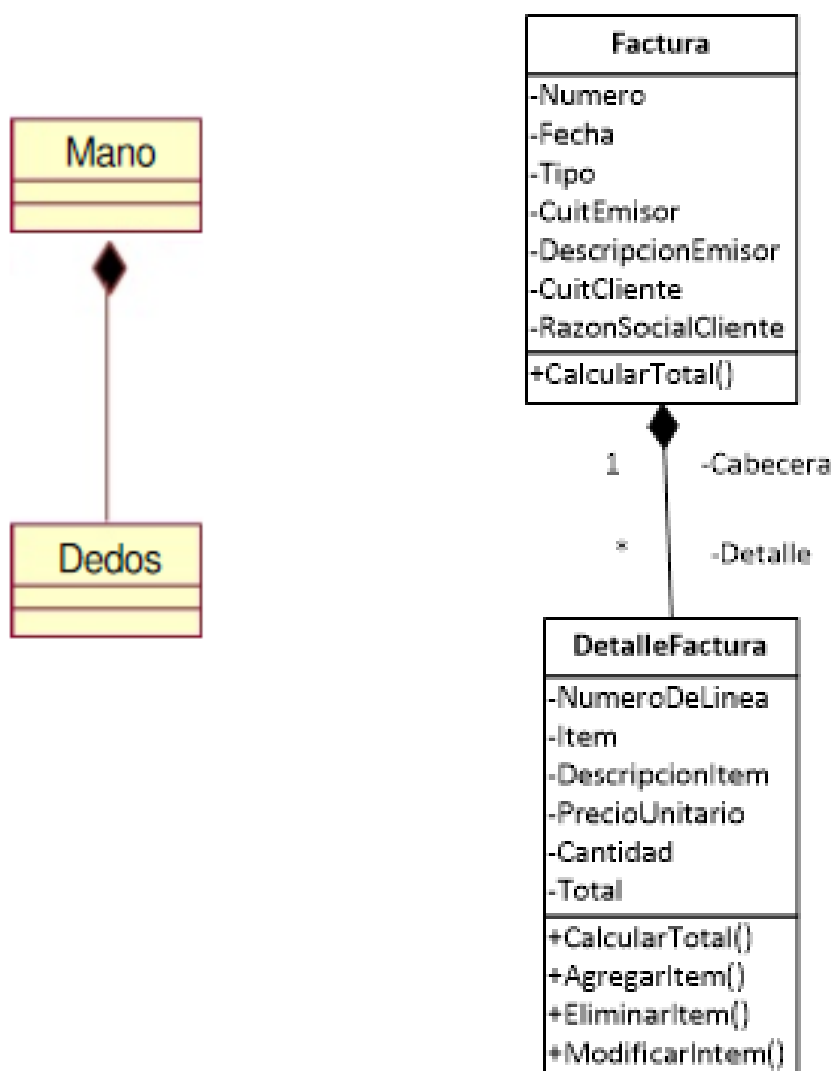 Mano
Dedos
Factura
-Numero
-Fecha
-Tipo
-CuitEmisor
-DescripcionEmisor
-CuitCliente
-RazonSocialCliente
+CalcularTotal()
1 -Cabecera
* -Detalle
DetalleFactura
-NumeroDeLinea
-Item
-DescripcionItem
-PrecioUnitario
-Cantidad
-Total
+CalcularTotal()
+AgregarItem()
+EliminarItem()
+ModificarIntem()